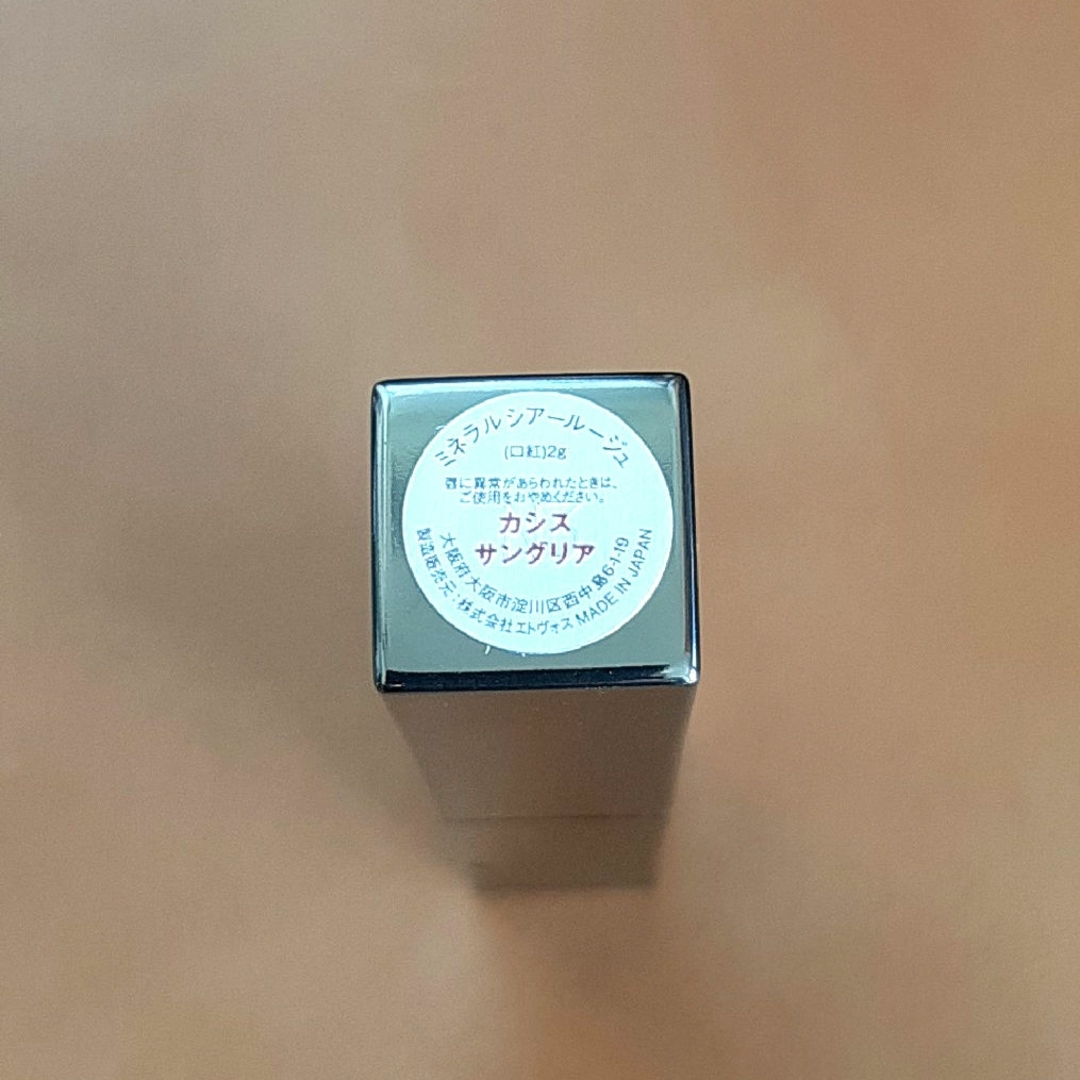 ミネラルシアールージュ
(口紅)2g
唇に異常があらわれたときは、
ご使用をおやめください。
カシス
サングリア
大阪府大阪市淀川区西中島6-1-19
製造販売元:株式会社エトヴォス MADE IN JAPAN